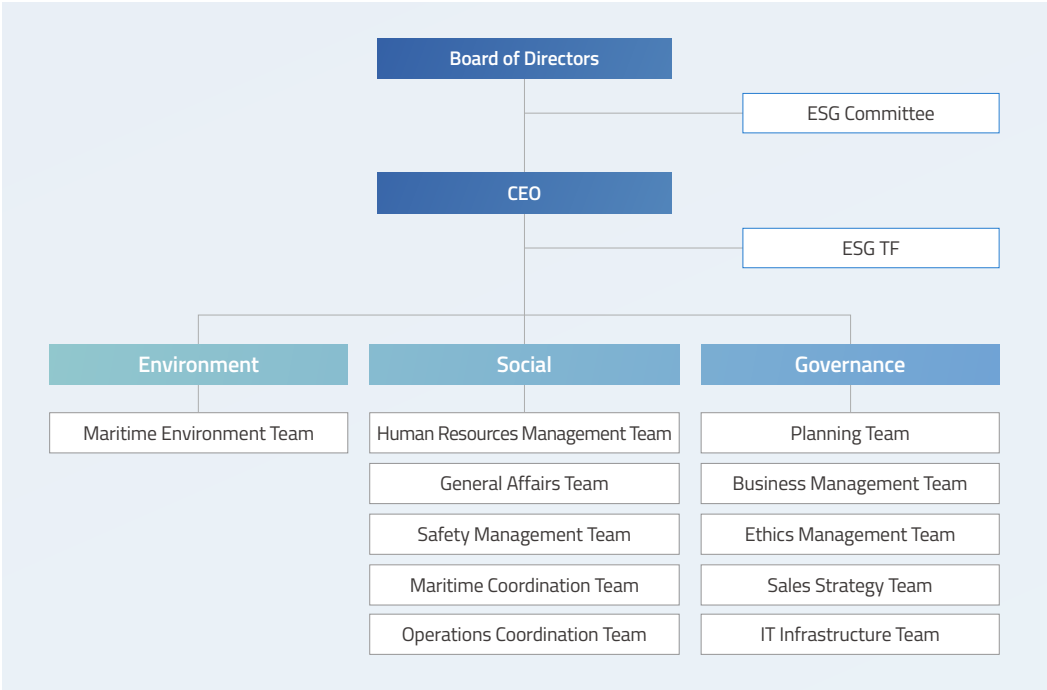 Board of Directors
ESG Committee
CEO
ESG TF
Environment
Social
Governance
Maritime Environment Team
Human Resources Management Team
Planning Team
General Affairs Team
Business Management Team
Safety Management Team
Ethics Management Team
Maritime Coordination Team
Sales Strategy Team
Operations Coordination Team
IT Infrastructure Team